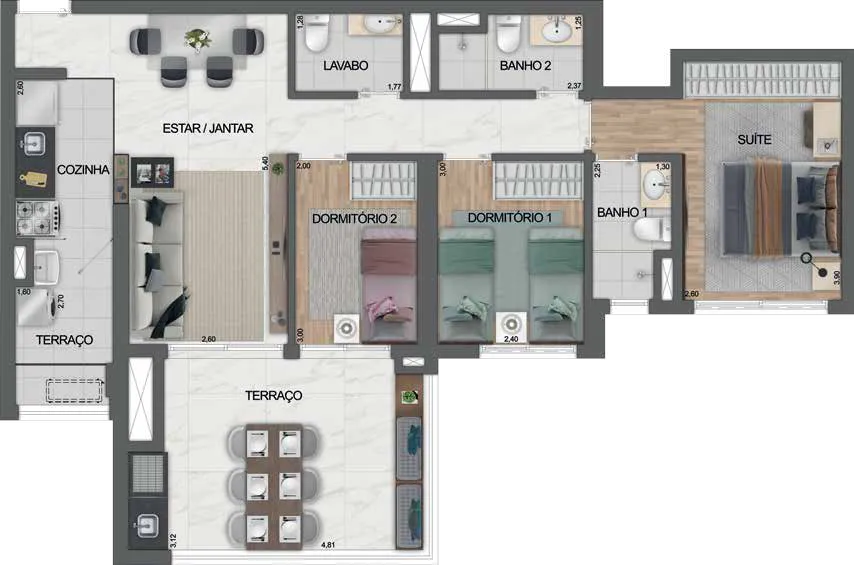 1,28
LAVABO
1,77
BANHO 2
1,25
2,37
2,60
ESTAR / JANTAR
COZINHA
5,40
2,00
3,00
2,25
1,30
SUÍTE
DORMITÓRIO 2
DORMITÓRIO 1
BANHO 1
1,60
2,70
TERRAÇO
2,60
3,00
2,40
2,60
3,90
TERRAÇO
3,12
4,81